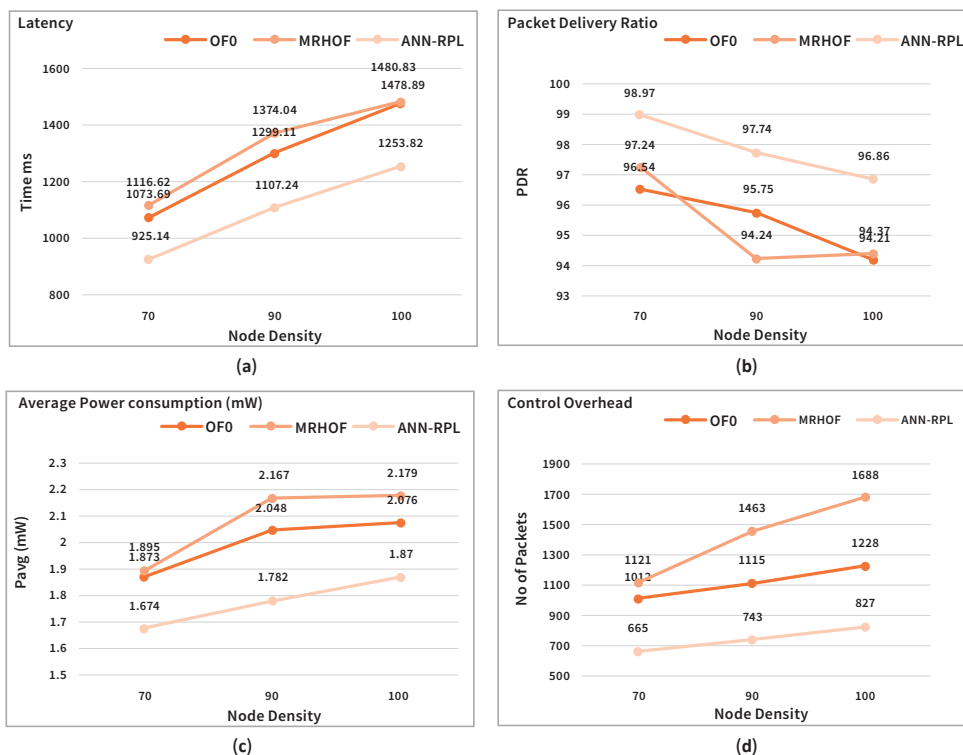 Latency
OF0 MRHOF ANN-RPL
Time ms
1600
1400
1200
1000
800
1480.83
1478.89
1374.04
1299.11
1253.82
1116.62
1073.69
1107.24
925.14
70 90 100
Node Density
(a)
Packet Delivery Ratio
OF0 MRHOF ANN-RPL
PDR
100
99
98
97
96
95
94
93
98.97
97.74
97.24
96.54
96.86
95.75
94.24
94.37
94.21
70 90 100
Node Density
(b)
Average Power consumption (mW)
OF0 MRHOF ANN-RPL
Pavg (mW)
2.3
2.2
2.1
2
1.9
1.8
1.7
1.6
1.5
2.167
2.179
2.048
2.076
1.895
1.873
1.87
1.782
1.674
70 90 100
Node Density
(c)
Control Overhead
OF0 MRHOF ANN-RPL
No of Packets
1900
1700
1500
1300
1100
900
700
500
1688
1463
1228
1121
1012
1115
827
743
665
70 90 100
Node Density
(d)